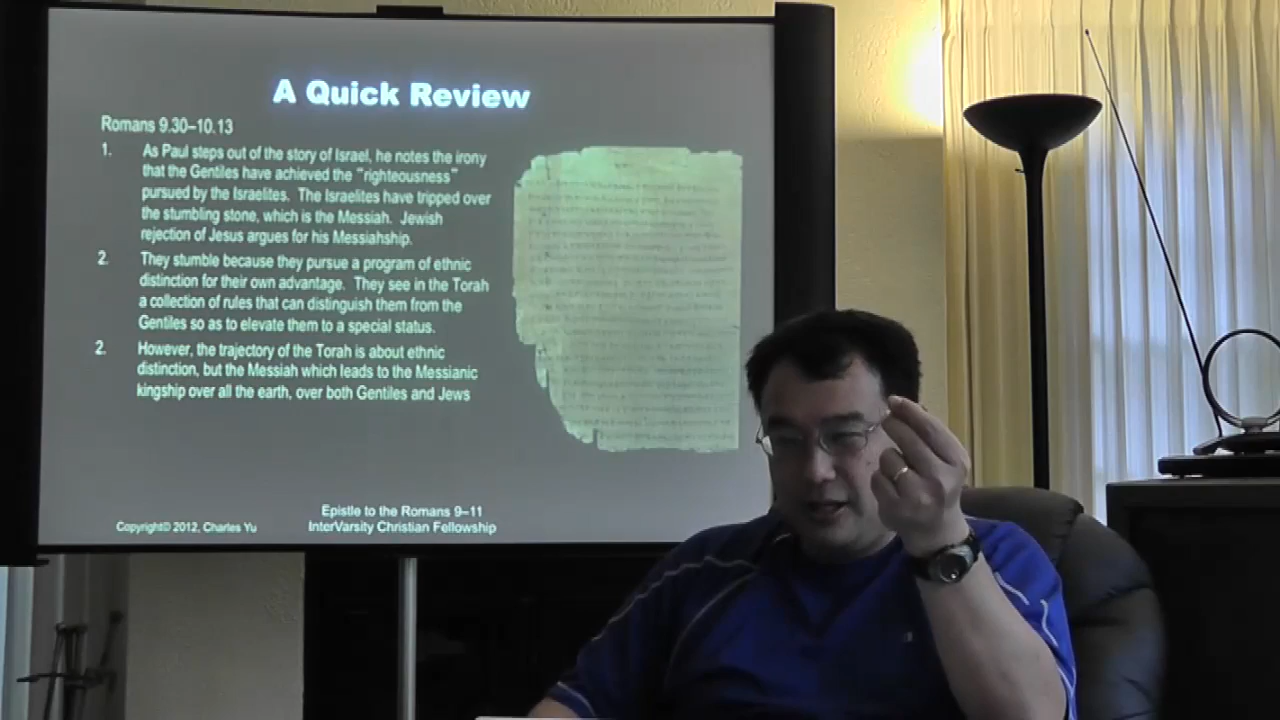 A Quick Review
Romans 9.30–10.13
1. As Paul steps out of the story of Israel, he notes the irony
that the Gentiles have achieved the "righteousness"
pursued by the Israelites. The Israelites have tripped over
the stumbling stone, which is the Messiah. Jewish
rejection of Jesus argues for his Messiahship.
2. They stumble because they pursue a program of ethnic
distinction for their own advantage. They see in the Torah
a collection of rules that can distinguish them from the
Gentiles so as to elevate them to a special status.
2. However, the trajectory of the Torah is about ethnic
distinction, but the Messiah which leads to the Messianic
kingship over all the earth, over both Gentiles and Jews
Epistle to the Romans 9–11
Copyright© 2012, Charles Yu
InterVarsity Christian Fellowship